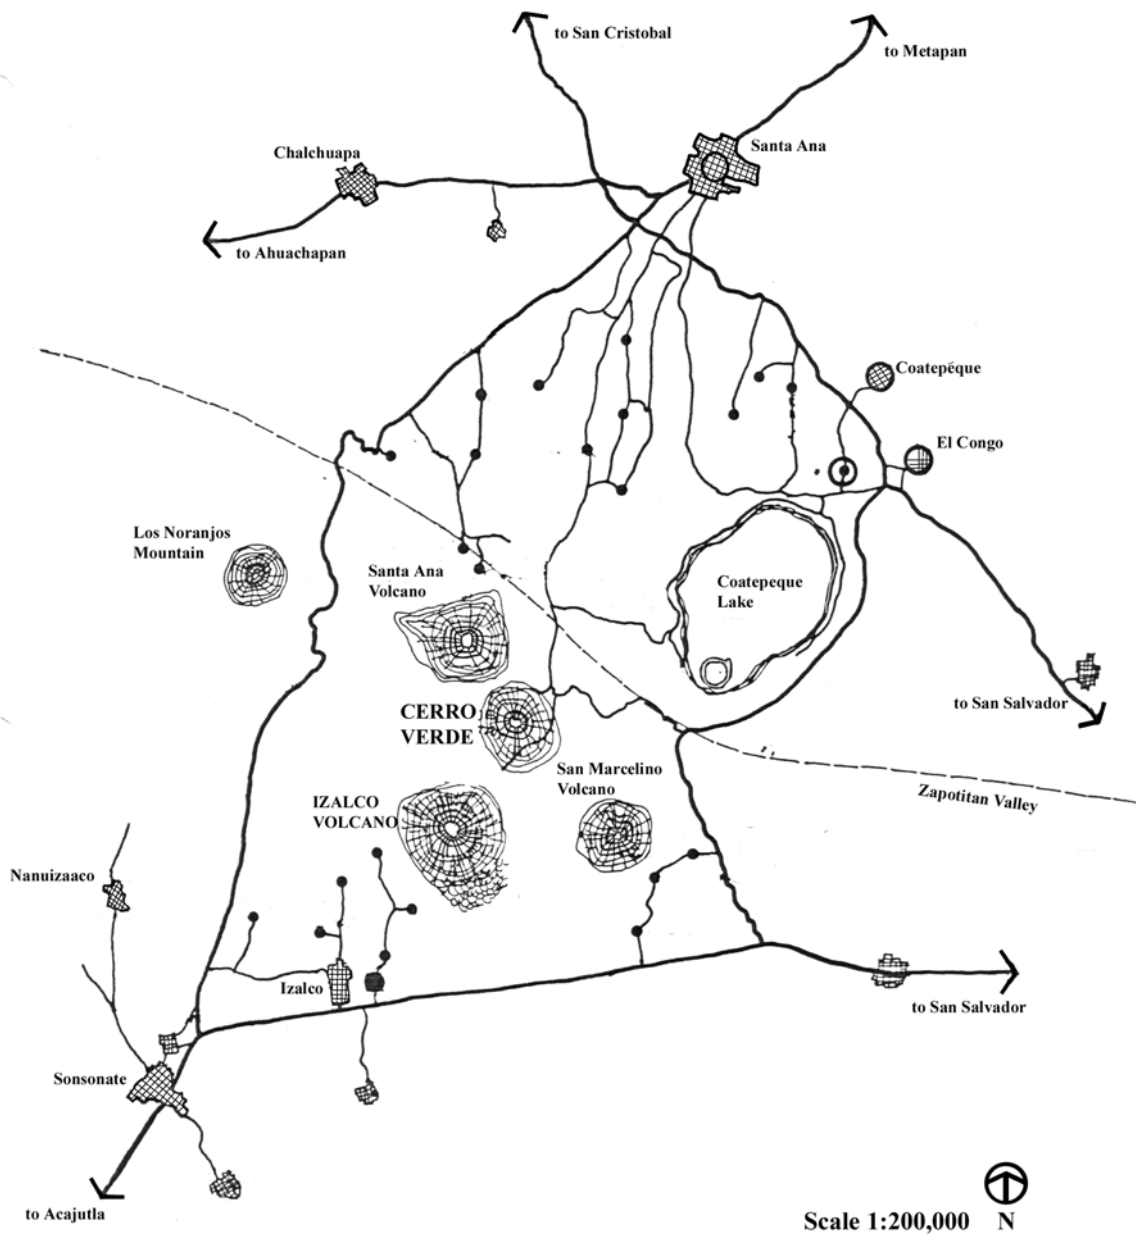 to San Cristobal
to Metapan
Santa Ana
Chalchuapa
to Ahuachapan
Coatepéque
El Congo
Los Noranjos
Mountain
Santa Ana
Volcano
Coatepeque
Lake
CERRO
VERDE
to San Salvador
San Marcelino
Volcano
Zapotitan Valley
IZALCO
VOLCANO
Nanuizaaco
Izalco
to San Salvador
Sonsonate
to Acajutla
Scale 1:200,000
N